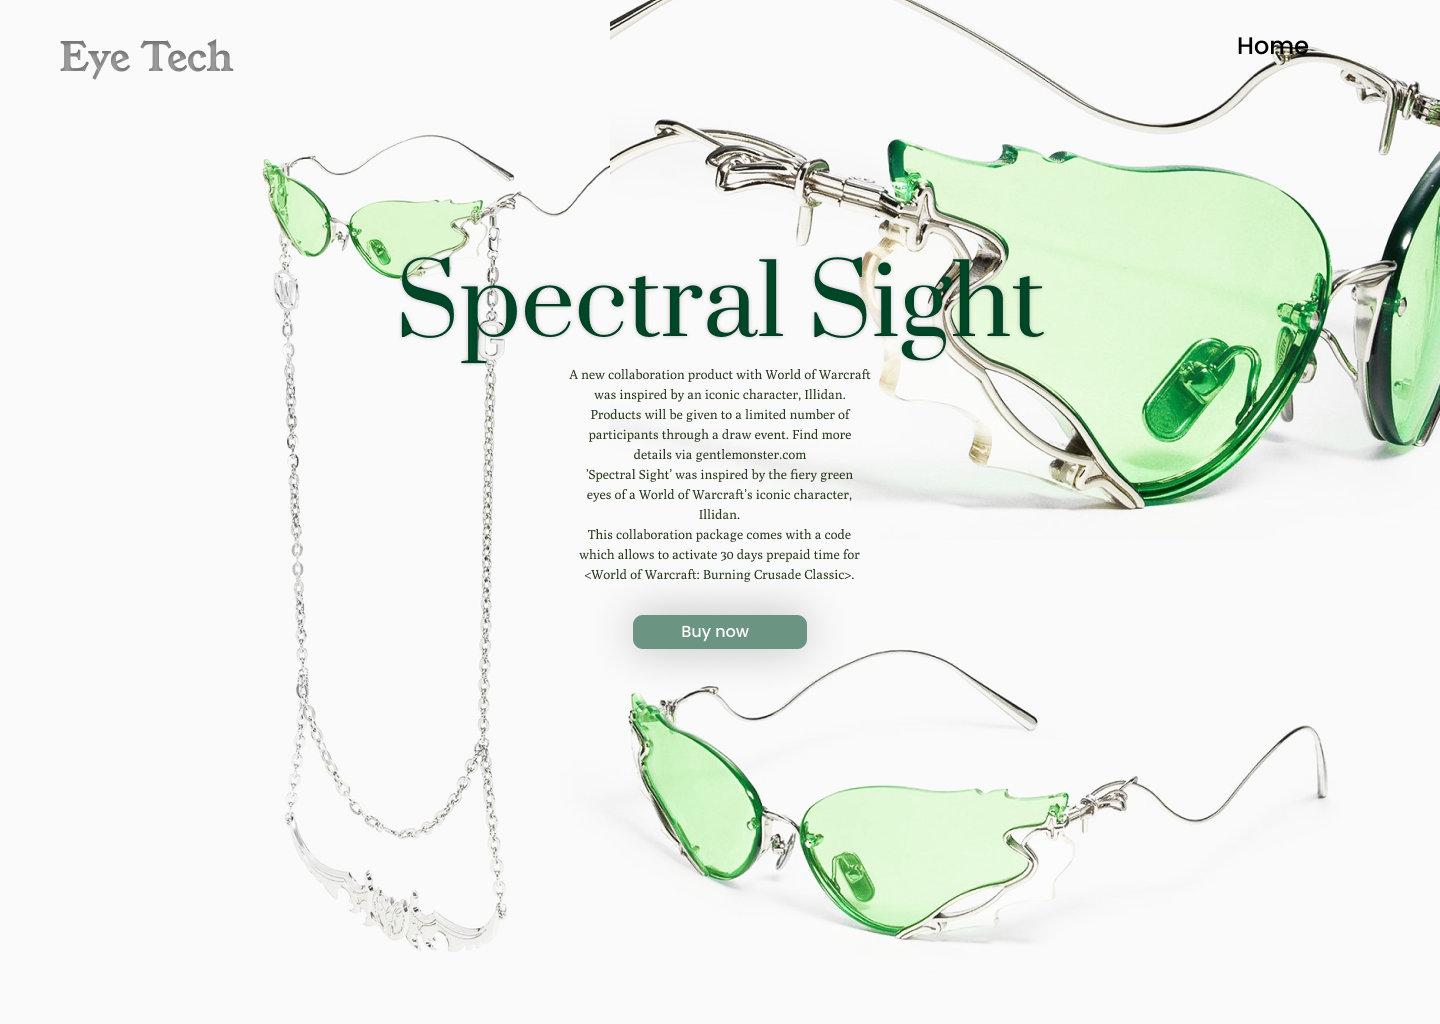 Eye Tech
Home
Spectral Sight
A new collaboration product with World of Warcraft
was inspired by an iconic character, Illidan.
Products will be given to a limited number of
participants through a draw event. Find more
details via gentlemonster.com
'Spectral Sight' was inspired by the fiery green
eyes of a World of Warcraft's iconic character,
Illidan.
This collaboration package comes with a code
which allows to activate 30 days prepaid time for
<World of Warcraft: Burning Crusade Classic>.
Buy now